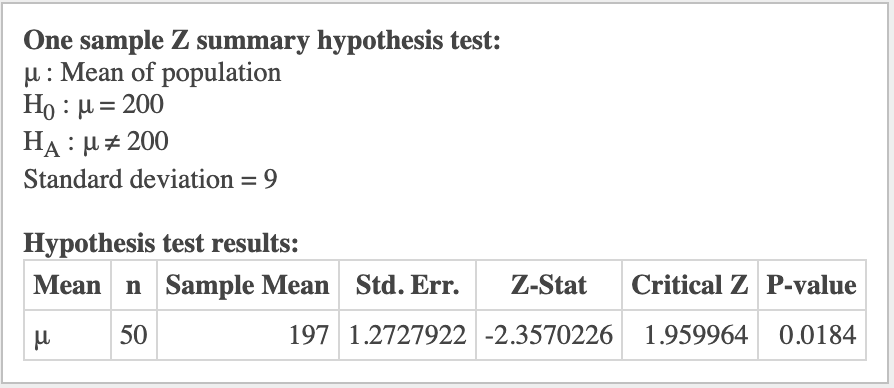 One sample Z summary hypothesis test:
μ : Mean of population
H₀ : μ = 200
H_A : μ ≠ 200
Standard deviation = 9
Hypothesis test results:
Mean n Sample Mean Std. Err. Z-Stat Critical Z P-value
μ 50 197 1.2727922 -2.3570226 1.959964 0.0184